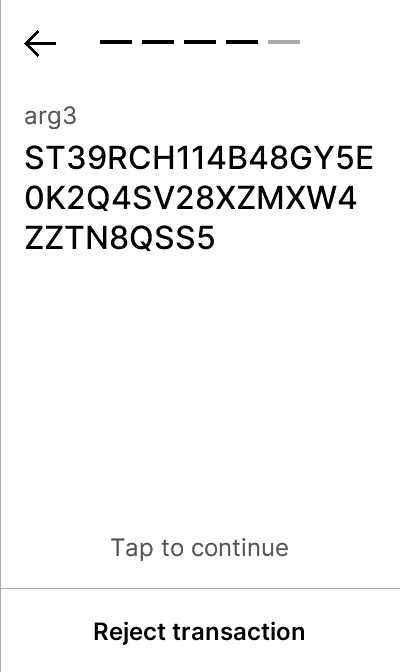 arg3
ST39RCH114B48GY5E
0K2Q4SV28XZMXW4
ZZTN8QSS5
Tap to continue
Reject transaction